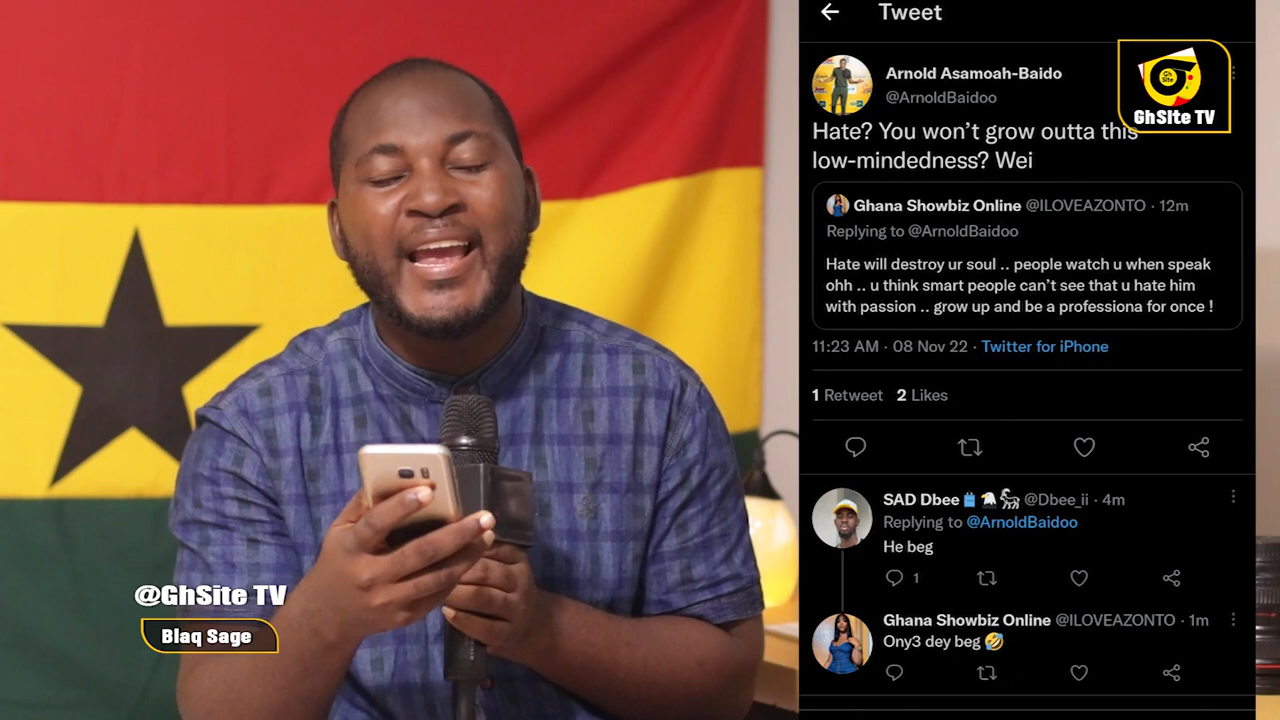 @GhSite TV
Blaq Sage
Tweet
Gh
Site
GhSite TV
Arnold Asamoah-Baido
@ArnoldBaidoo
Hate? You won’t grow outta this
low-mindedness? Wei
Ghana Showbiz Online @ILOVEAZONTO · 12m
Replying to @ArnoldBaidoo
Hate will destroy ur soul .. people watch u when speak
ohh .. u think smart people can’t see that u hate him
with passion .. grow up and be a professiona for once !
11:23 AM · 08 Nov 22 · Twitter for iPhone
1 Retweet 2 Likes
SAD Dbee @Dbee_ii · 4m
Replying to @ArnoldBaidoo
He beg
1
Ghana Showbiz Online @ILOVEAZONTO · 1m
Ony3 dey beg 🤣